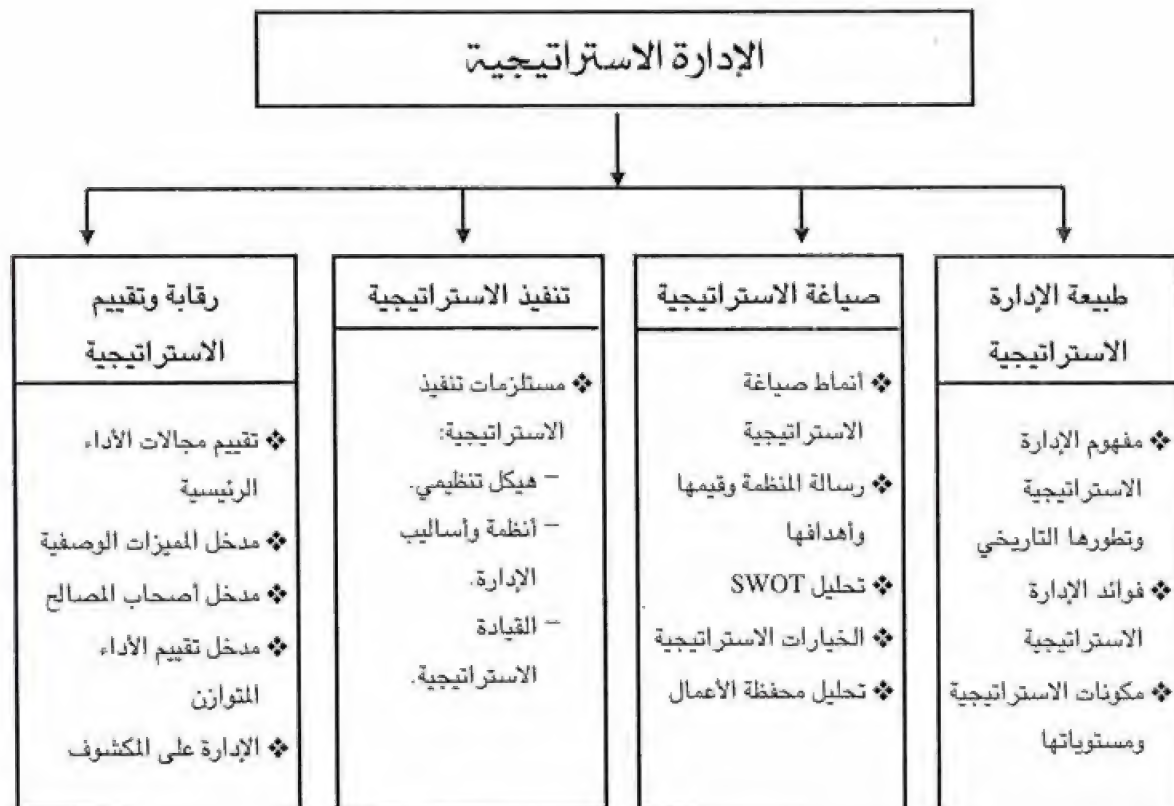 الإدارة الاستراتيجية
طبيعة الإدارة
الاستراتيجية
❖ مفهوم الإدارة
الاستراتيجية
وتطورها التاريخي
❖ فوائد الإدارة
الاستراتيجية
❖ مكونات الاستراتيجية
ومستوياتها
صياغة الاستراتيجية
❖ أنماط صياغة
الاستراتيجية
❖ رسالة المنظمة وقيمها
وأهدافها
❖ تحليل SWOT
❖ الخيارات الاستراتيجية
❖ تحليل محفظة الأعمال
تنفيذ الاستراتيجية
❖ مستلزمات تنفيذ
الاستراتيجية:
– هيكل تنظيمي.
– أنظمة وأساليب
الإدارة.
– القيادة
الاستراتيجية.
رقابة وتقييم
الاستراتيجية
❖ تقييم مجالات الأداء
الرئيسية
❖ مدخل المميزات الوصفية
❖ مدخل أصحاب المصالح
❖ مدخل تقييم الأداء
المتوازن
❖ الإدارة على المكشوف